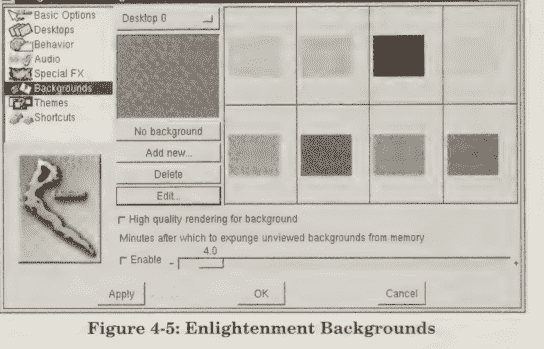 Basic Options
Desktops
Behavior
Audio
Special FX
Backgrounds
Themes
Shortcuts
Desktop 0
No background
Add new...
Delete
Edit...
High quality rendering for background
Minutes after which to expunge unviewed backgrounds from memory
Enable
4.0
- +
Apply
OK
Cancel
Figure 4-5: Enlightenment Backgrounds